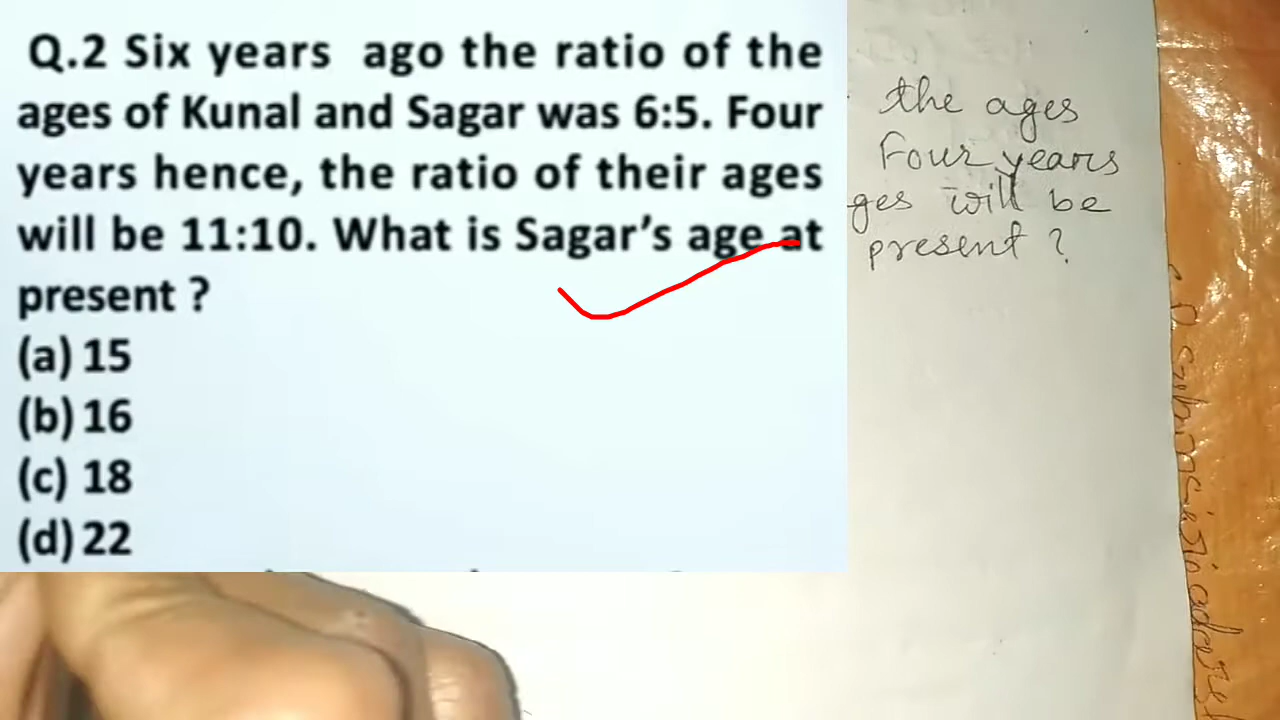 Q.2 Six years ago the ratio of the
ages of Kunal and Sagar was 6:5. Four
years hence, the ratio of their ages
will be 11:10. What is Sagar's age at
present ?
(a) 15
(b) 16
(c) 18
(d) 22
the ages
Four years
ges will be
present ?